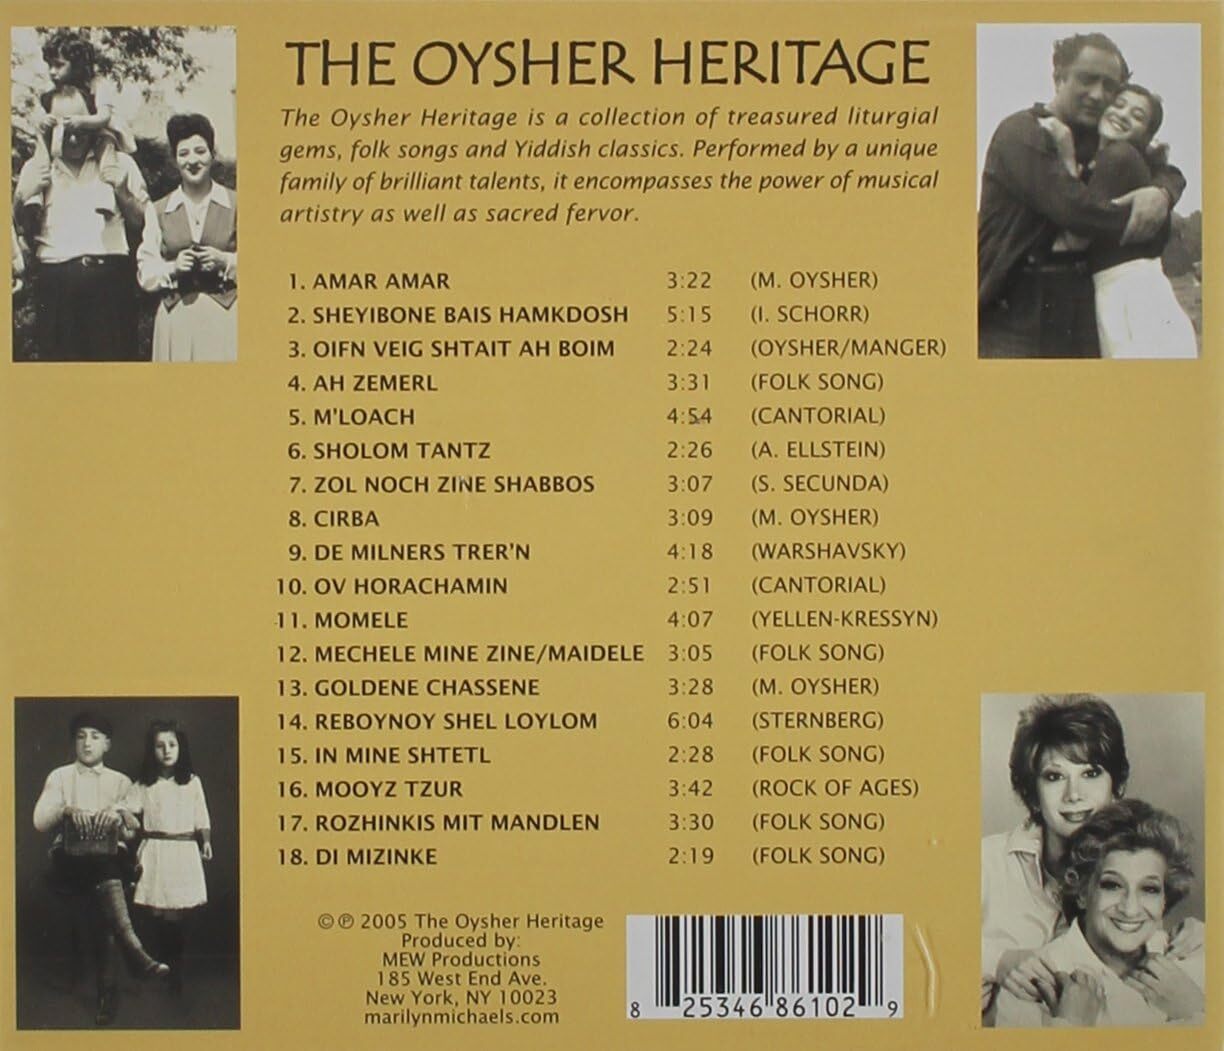 THE OYSHER HERITAGE
The Oysher Heritage is a collection of treasured liturgial
gems, folk songs and Yiddish classics. Performed by a unique
family of brilliant talents, it encompasses the power of musical
artistry as well as sacred fervor.
1. AMAR AMAR 3:22 (M. OYSHER)
2. SHEYIBONE BAIS HAMKDOSH 5:15 (I. SCHORR)
3. OIFN VEIG SHTAIT AH BOIM 2:24 (OYSHER/MANGER)
4. AH ZEMERL 3:31 (FOLK SONG)
5. M'LOACH 4:54 (CANTORIAL)
6. SHOLOM TANTZ 2:26 (A. ELLSTEIN)
7. ZOL NOCH ZINE SHABBOS 3:07 (S. SECUNDA)
8. CIRBA 3:09 (M. OYSHER)
9. DE MILNERS TRER'N 4:18 (WARSHAVSKY)
10. OV HORACHAMIN 2:51 (CANTORIAL)
11. MOMELE 4:07 (YELLEN-KRESSYN)
12. MECHELE MINE ZINE/MAIDELE 3:05 (FOLK SONG)
13. GOLDENE CHASSENE 3:28 (M. OYSHER)
14. REBOYNOY SHEL LOYLOM 6:04 (STERNBERG)
15. IN MINE SHTETL 2:28 (FOLK SONG)
16. MOOYZ TZUR 3:42 (ROCK OF AGES)
17. ROZHINKIS MIT MANDLEN 3:30 (FOLK SONG)
18. DI MIZINKE 2:19 (FOLK SONG)
©℗ 2005 The Oysher Heritage
Produced by:
MEW Productions
185 West End Ave.
New York, NY 10023
marilynmichaels.com
8 25346 86102 9